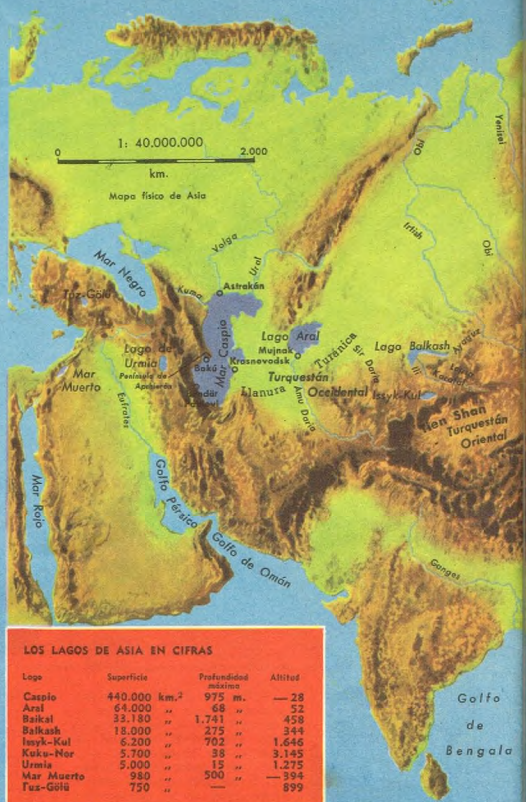 1: 40.000.000
0 2.000
km.
Mapa físico de Asia
Obi
Yenisei
Irtish
Obi
Volga
Ural
Mar Negro
Kuma
Astrakán
Tuz-Gölü
Mar Caspio
Lago Aral
Mujnak
Lago de
Urmia
Península de
Apsherón
Bakú
Krasnovodsk
Turánica
Llanura
Sir Daria
Amu Daria
Turquestán
Occidental
Lago Balkash
Ayaguz
Ili
Issyk-Kul
Tien Shan
Turquestán
Oriental
Mar
Muerto
Eufrates
Mar Rojo
Golfo Pérsico
Golfo de Omán
Ganges
Golfo
de
Bengala
LOS LAGOS DE ASIA EN CIFRAS
Lago Superficie Profundidad máxima Altitud
Caspio 440.000 km.² 975 m. —28
Aral 64.000 „ 68 „ 52
Baikal 33.180 „ 1.741 „ 458
Balkash 18.000 „ 275 „ 344
Issyk-Kul 6.200 „ 702 „ 1.646
Kuku-Nor 5.700 „ 38 „ 3.145
Urmia 5.000 „ 15 „ 1.275
Mar Muerto 980 „ 500 „ —394
Tuz-Gölü 750 „ — 899